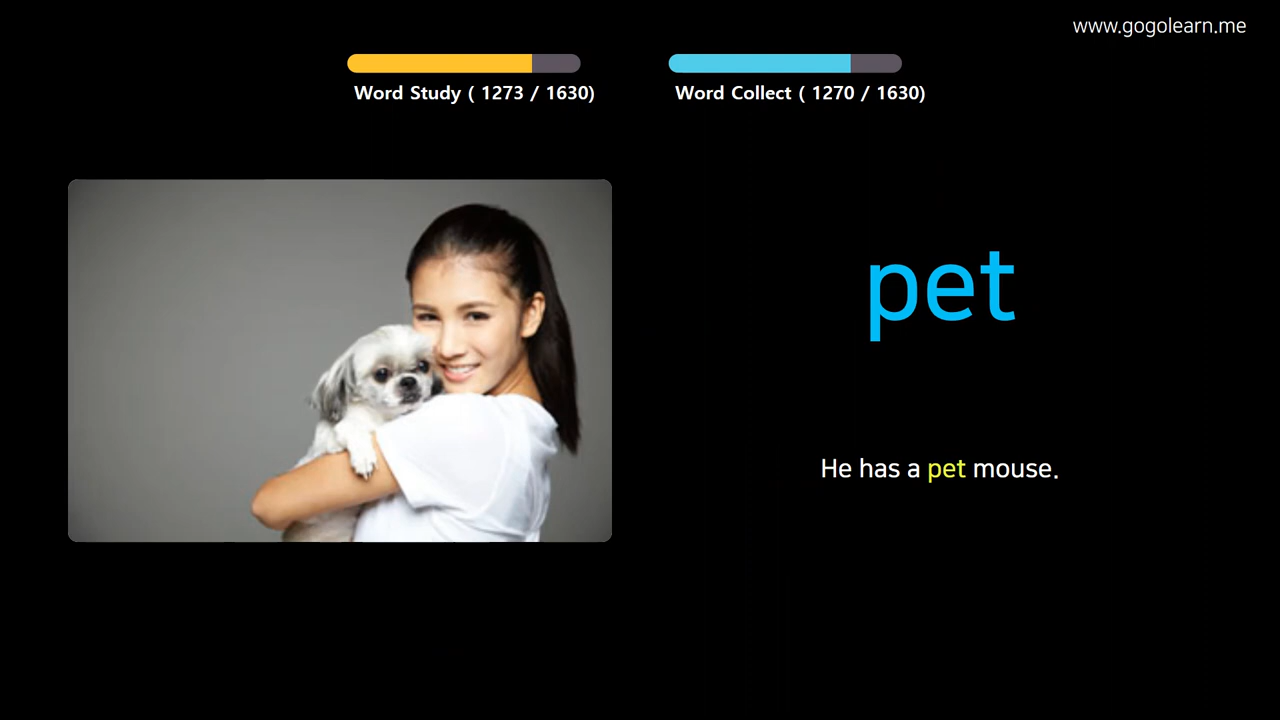 www.gogolearn.me
Word Study ( 1273 / 1630)
Word Collect ( 1270 / 1630)
pet
He has a pet mouse.